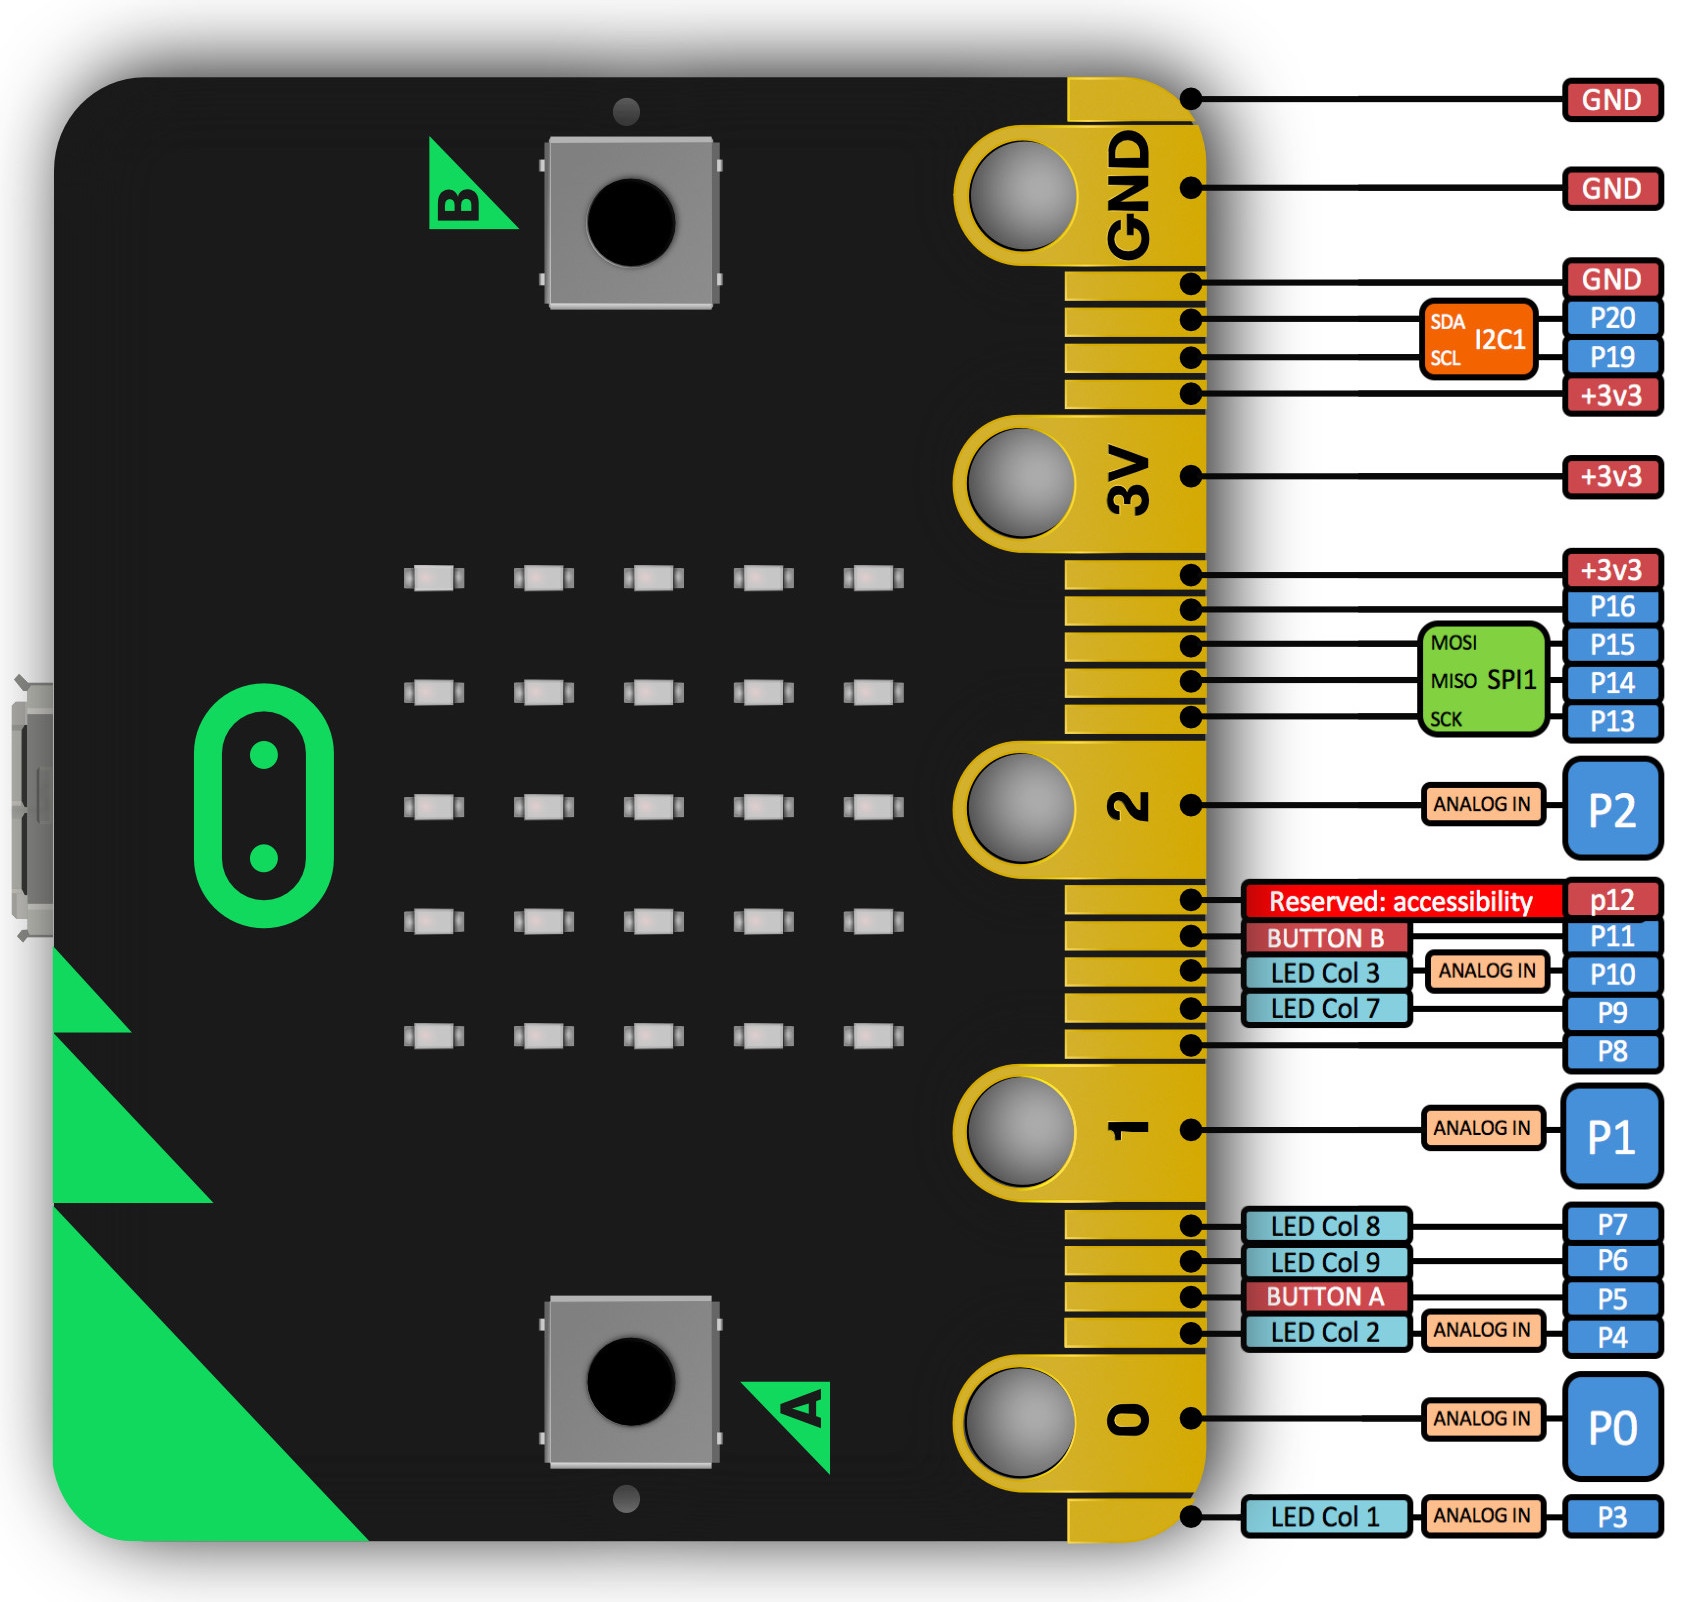 GND
GND
GND
GND
B
SDA
I2C1
P20
SCL
P19
+3v3
3V
+3v3
+3v3
P16
MOSI
P15
MISO SPI1
P14
SCK
P13
2
ANALOG IN
P2
Reserved: accessibility
p12
BUTTON B
P11
LED Col 3
ANALOG IN
P10
LED Col 7
P9
P8
1
ANALOG IN
P1
LED Col 8
P7
LED Col 9
P6
BUTTON A
P5
LED Col 2
ANALOG IN
P4
A
0
ANALOG IN
P0
LED Col 1
ANALOG IN
P3